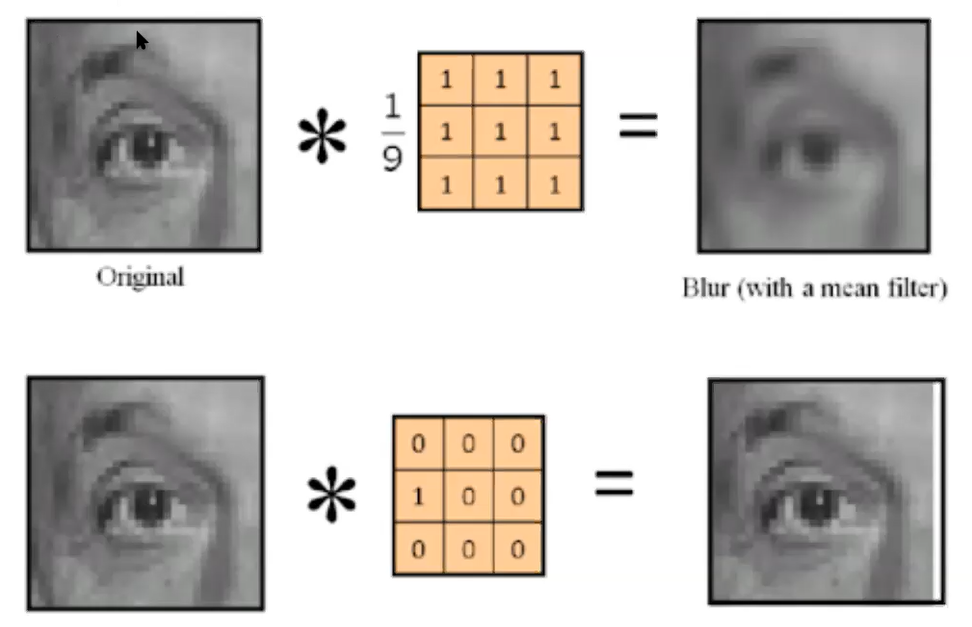 * 1/9 1 1 1 =
1 1 1
1 1 1
Original
Blur (with a mean filter)
0 0 0
* 1 0 0 =
0 0 0